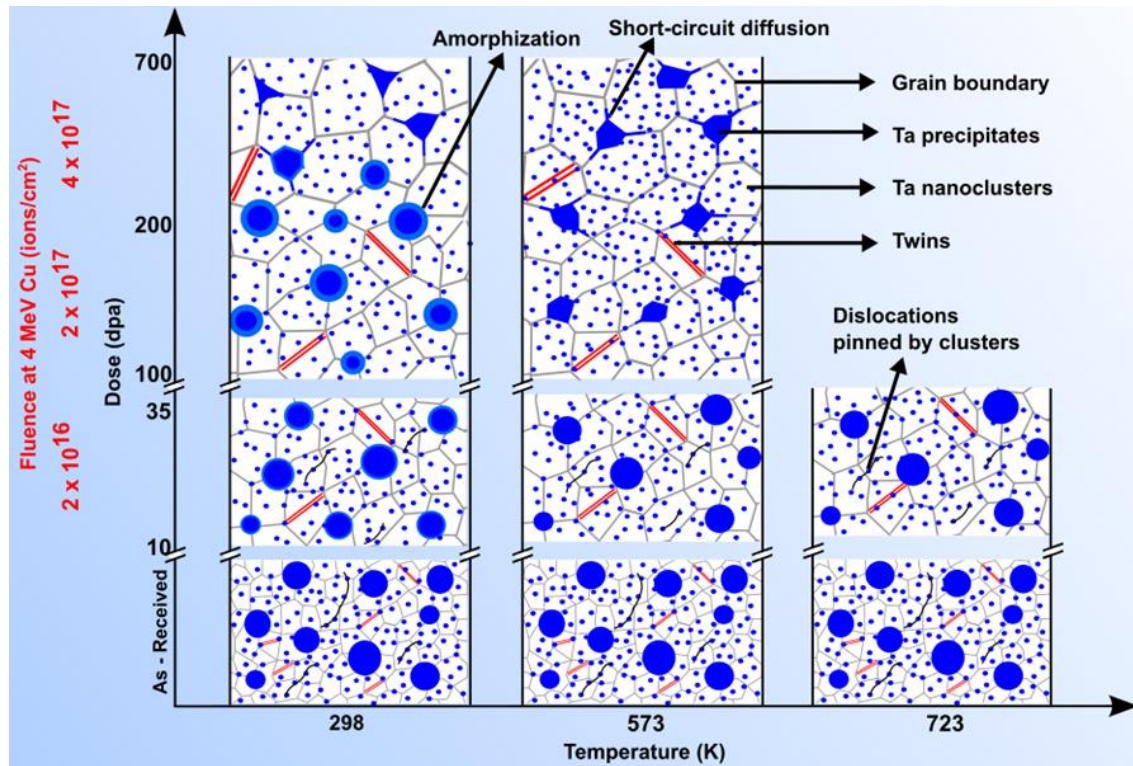 Amorphization
Short-circuit diffusion
Grain boundary
Ta precipitates
Ta nanoclusters
Twins
Dislocations
pinned by clusters
Fluence at 4 MeV Cu (ions/cm²)
4 x 10¹⁷
2 x 10¹⁷
2 x 10¹⁶
Dose (dpa)
700
200
100
35
10
As - Received
298
573
723
Temperature (K)